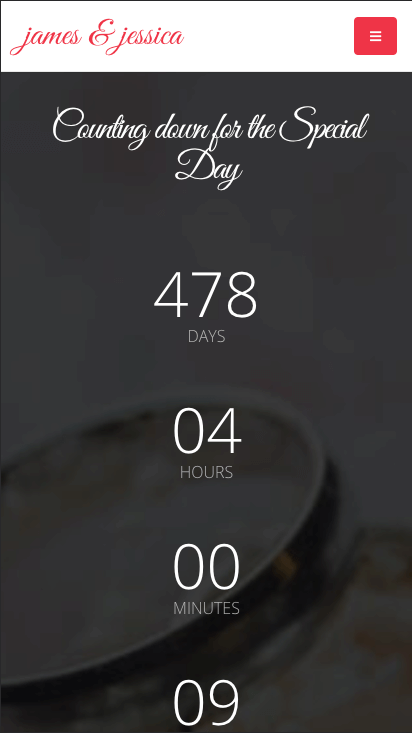 james & jessica
Counting down for the Special
Day
478
DAYS
04
HOURS
00
MINUTES
09